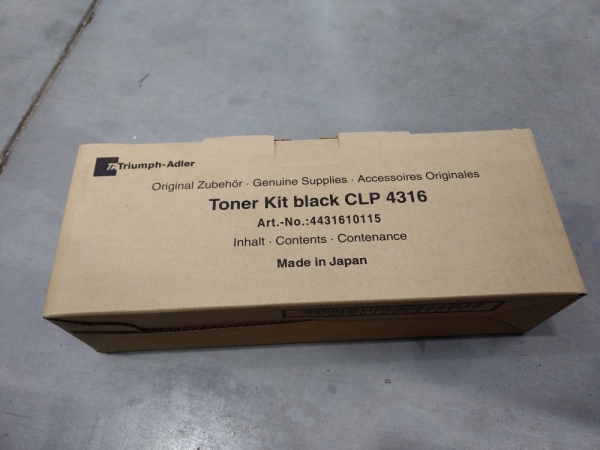 TA Triumph-Adler
Original Zubehör · Genuine Supplies · Accessoires Originales
Toner Kit black CLP 4316
Art.-No.:4431610115
Inhalt · Contents · Contenance
Made in Japan